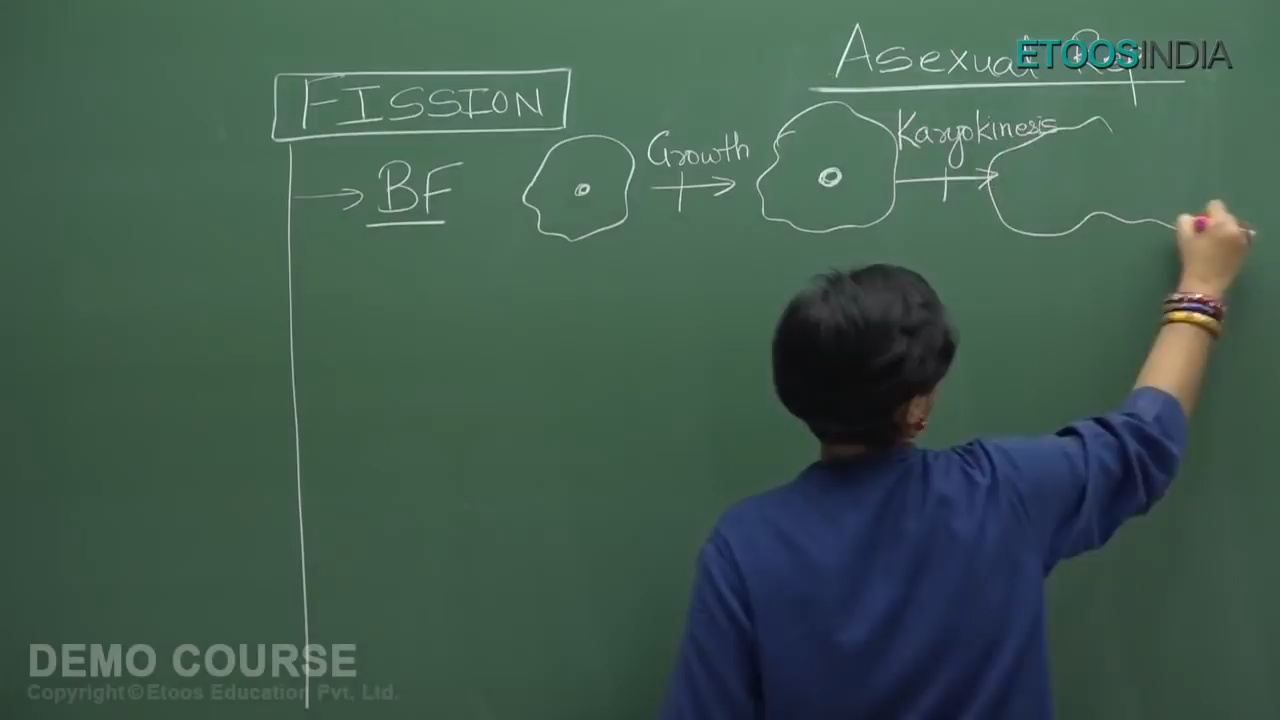 Asexual Rep
ETOOSINDIA
FISSION
BF
Growth
Karyokinesis
DEMO COURSE
Copyright©Etoos Education Pvt. Ltd.